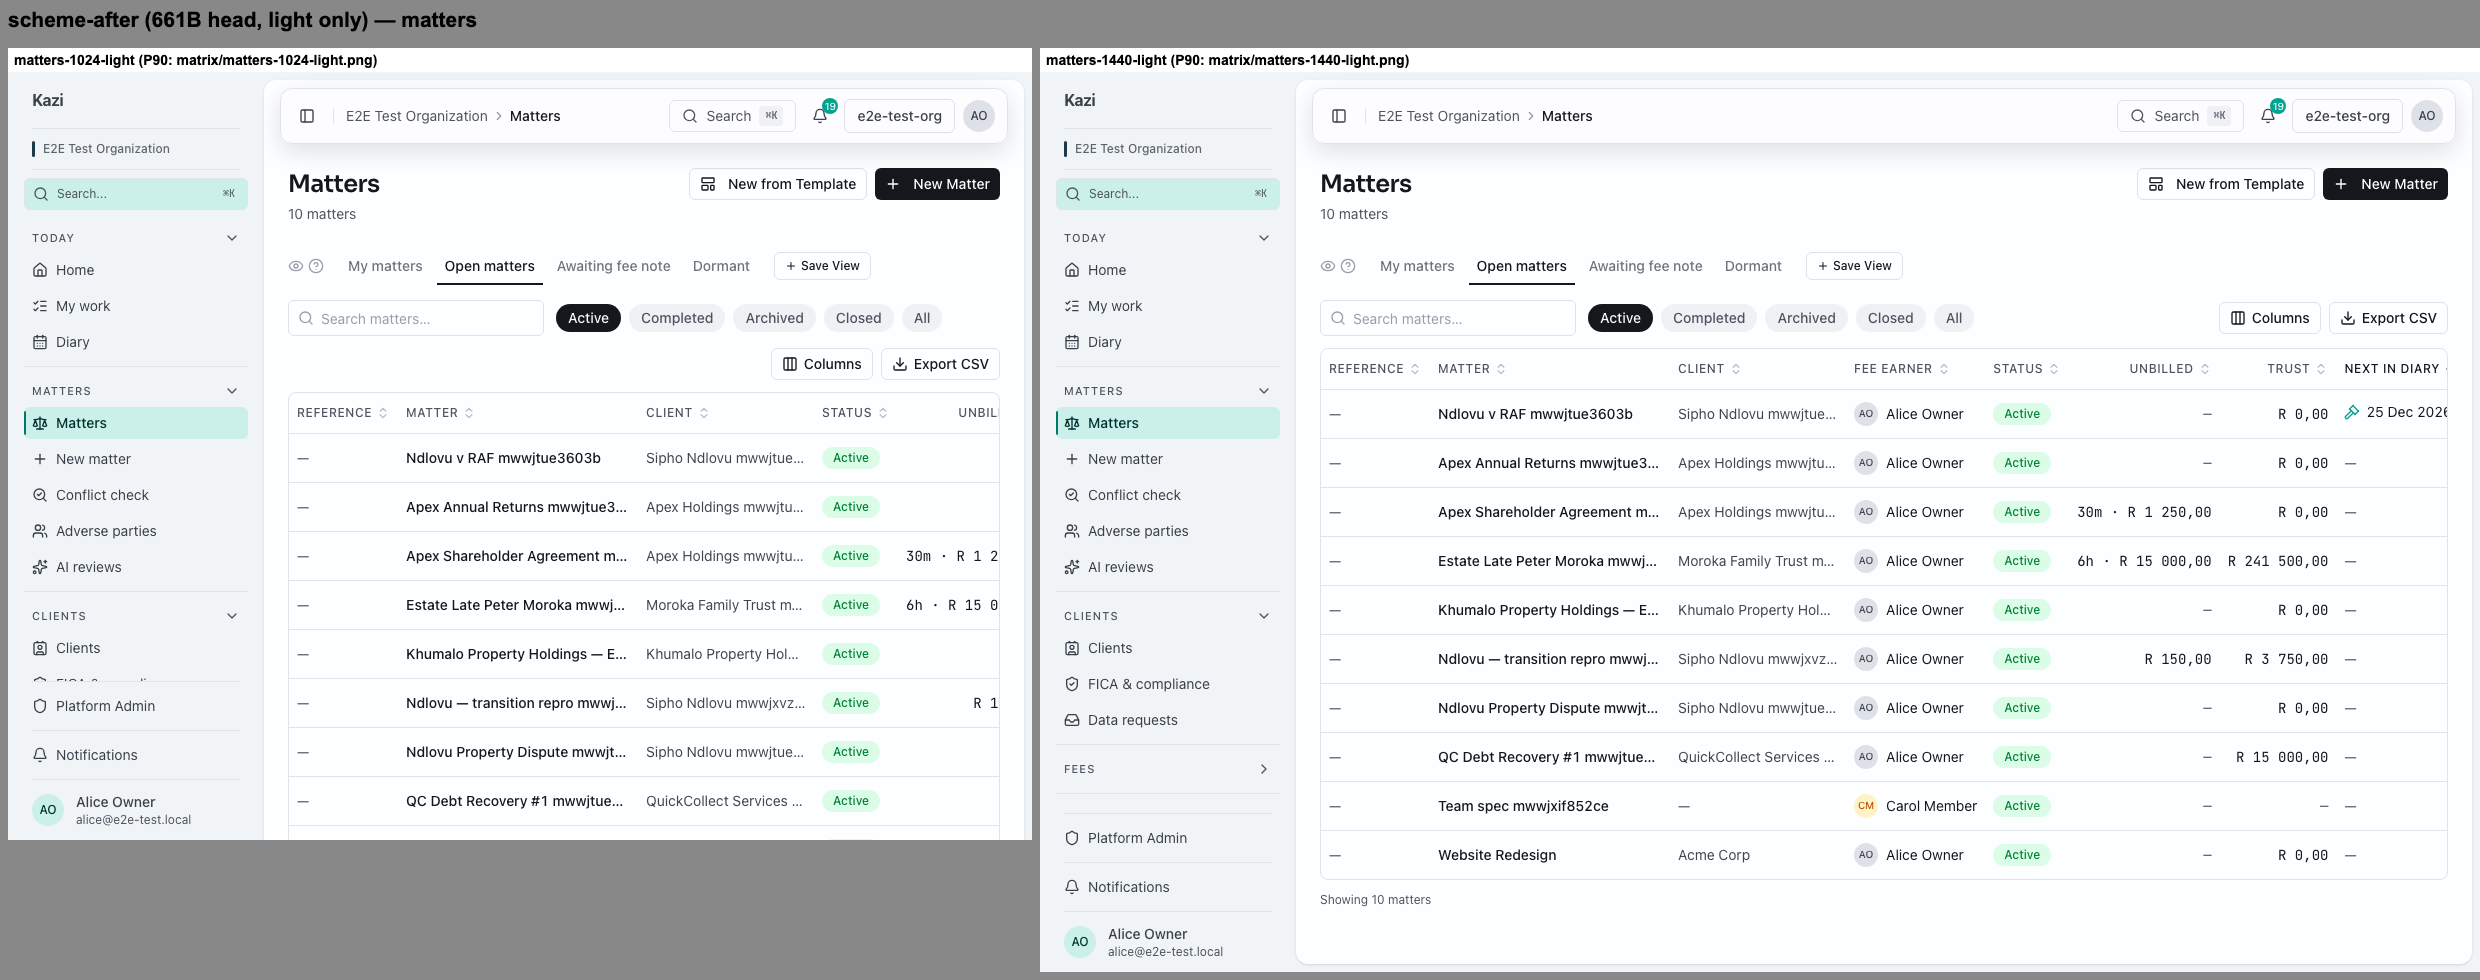 scheme-after (661B head, light only) — matters
matters-1024-light (P90: matrix/matters-1024-light.png)
Kazi
E2E Test Organization
Search... ⌘K
TODAY
Home
My work
Diary
MATTERS
Matters
New matter
Conflict check
Adverse parties
AI reviews
CLIENTS
Clients
Platform Admin
Notifications
AO Alice Owner
alice@e2e-test.local
E2E Test Organization > Matters Search ⌘K 19 e2e-test-org AO
Matters New from Template + New Matter
10 matters
My matters Open matters Awaiting fee note Dormant + Save View
Search matters... Active Completed Archived Closed All
Columns Export CSV
REFERENCE MATTER CLIENT STATUS UNBIL
— Ndlovu v RAF mwwjtue3603b Sipho Ndlovu mwwjtue... Active
— Apex Annual Returns mwwjtue3... Apex Holdings mwwjtu... Active
— Apex Shareholder Agreement m... Apex Holdings mwwjtu... Active 30m · R 1 2
— Estate Late Peter Moroka mwwj... Moroka Family Trust m... Active 6h · R 15 0
— Khumalo Property Holdings — E... Khumalo Property Hol... Active
— Ndlovu — transition repro mwwj... Sipho Ndlovu mwwjxvz... Active R 1
— Ndlovu Property Dispute mwwjt... Sipho Ndlovu mwwjtue... Active
— QC Debt Recovery #1 mwwjtue... QuickCollect Services ... Active
matters-1440-light (P90: matrix/matters-1440-light.png)
Kazi
E2E Test Organization
Search... ⌘K
TODAY
Home
My work
Diary
MATTERS
Matters
New matter
Conflict check
Adverse parties
AI reviews
CLIENTS
Clients
FICA & compliance
Data requests
FEES
Platform Admin
Notifications
AO Alice Owner
alice@e2e-test.local
E2E Test Organization > Matters Search ⌘K 19 e2e-test-org AO
Matters New from Template + New Matter
10 matters
My matters Open matters Awaiting fee note Dormant + Save View
Search matters... Active Completed Archived Closed All Columns Export CSV
REFERENCE MATTER CLIENT FEE EARNER STATUS UNBILLED TRUST NEXT IN DIARY
— Ndlovu v RAF mwwjtue3603b Sipho Ndlovu mwwjtue... AO Alice Owner Active — R 0,00 25 Dec 2026
— Apex Annual Returns mwwjtue3... Apex Holdings mwwjtu... AO Alice Owner Active — R 0,00 —
— Apex Shareholder Agreement m... Apex Holdings mwwjtu... AO Alice Owner Active 30m · R 1 250,00 R 0,00 —
— Estate Late Peter Moroka mwwj... Moroka Family Trust m... AO Alice Owner Active 6h · R 15 000,00 R 241 500,00 —
— Khumalo Property Holdings — E... Khumalo Property Hol... AO Alice Owner Active — R 0,00 —
— Ndlovu — transition repro mwwj... Sipho Ndlovu mwwjxvz... AO Alice Owner Active R 150,00 R 3 750,00 —
— Ndlovu Property Dispute mwwjt... Sipho Ndlovu mwwjtue... AO Alice Owner Active — R 0,00 —
— QC Debt Recovery #1 mwwjtue... QuickCollect Services ... AO Alice Owner Active — R 15 000,00 —
— Team spec mwwjxif852ce — CM Carol Member Active — — —
— Website Redesign Acme Corp AO Alice Owner Active — R 0,00 —
Showing 10 matters